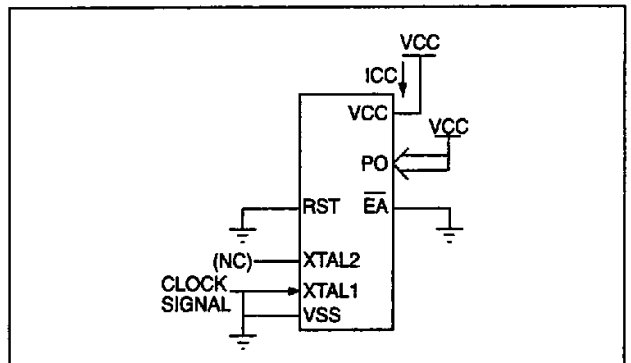 VCC
ICC
VCC
VCC
PO
RST
EA
(NC)
XTAL2
CLOCK
SIGNAL
XTAL1
VSS